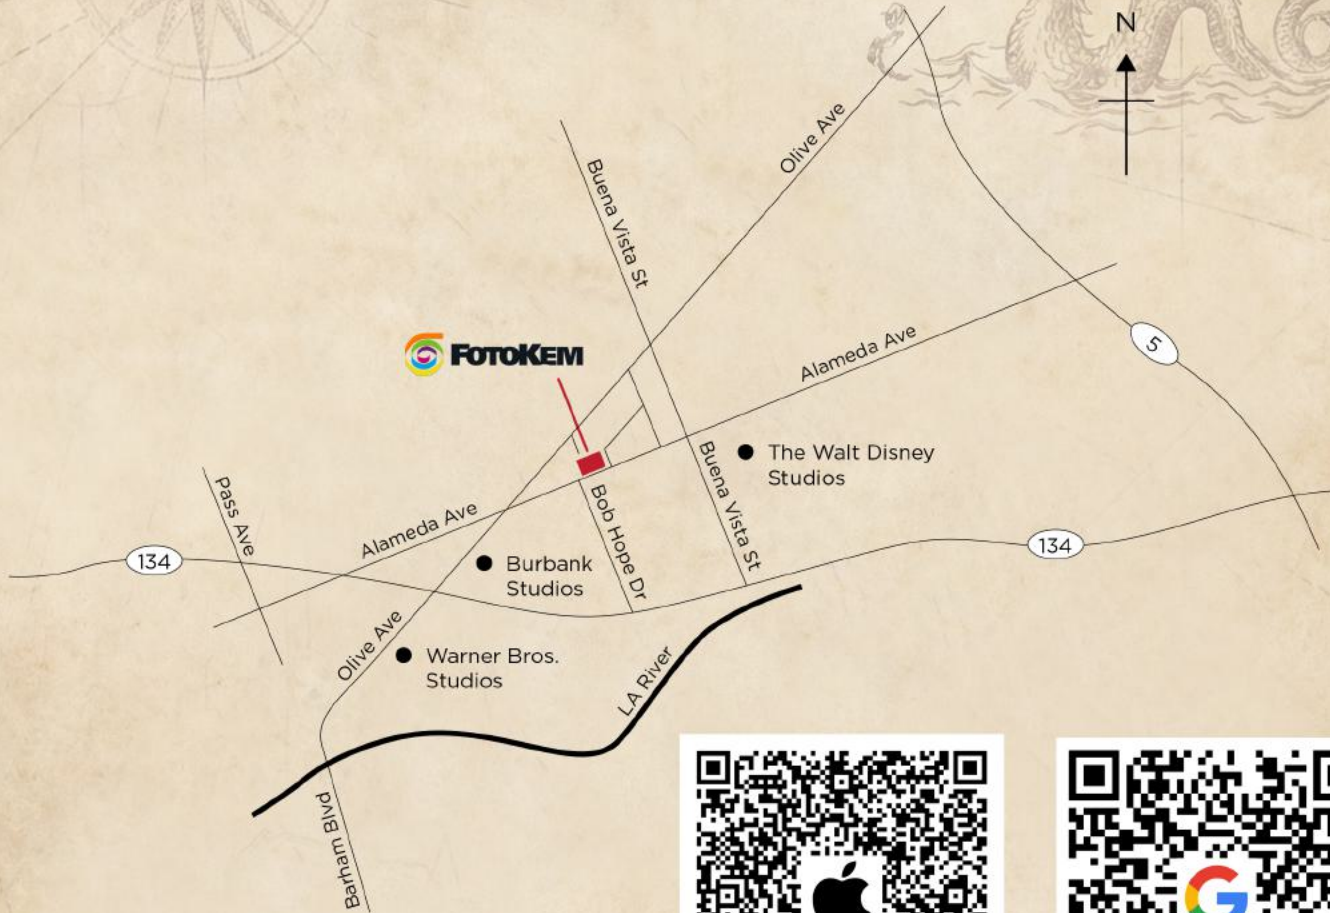 N
Olive Ave
Buena Vista St
FOTOKEM
Alameda Ave
5
The Walt Disney
Studios
Buena Vista St
Pass Ave
Bob Hope Dr
Alameda Ave
134
134
Burbank
Studios
Olive Ave
Warner Bros.
Studios
LA River
Barham Blvd
G